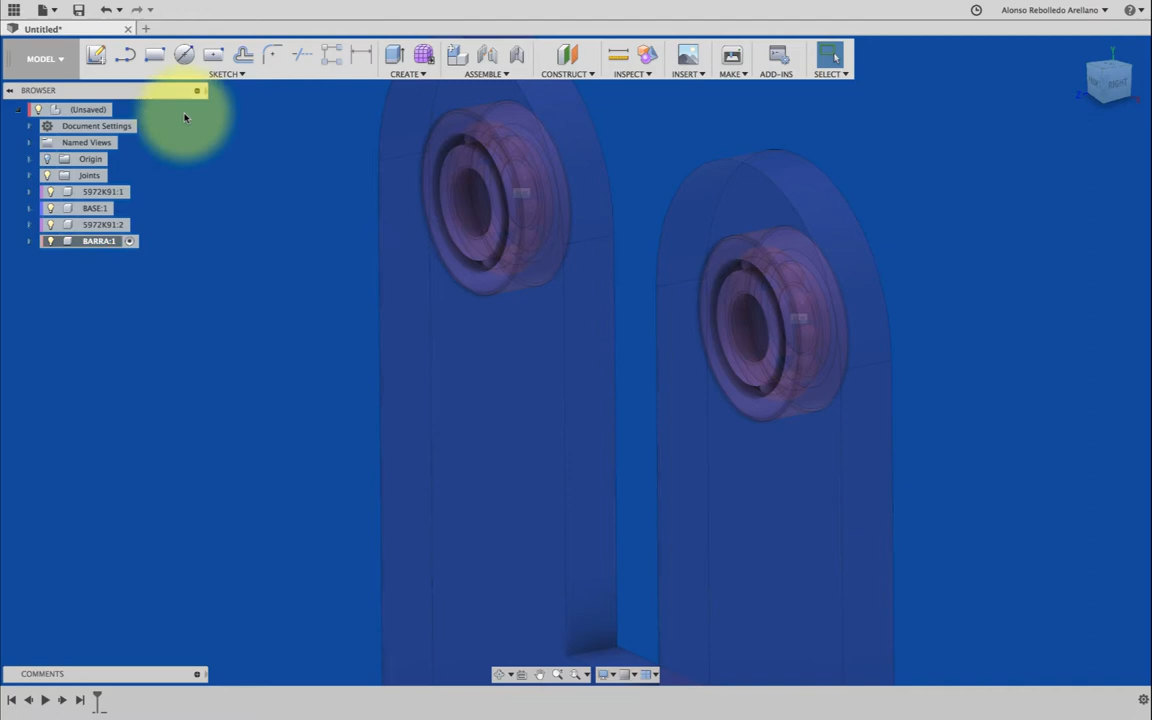 Alonso Rebolledo Arellano
Untitled*
MODEL
SKETCH
CREATE
ASSEMBLE
CONSTRUCT
INSPECT
INSERT
MAKE
ADD-INS
SELECT
BROWSER
(Unsaved)
Document Settings
Named Views
Origin
Joints
5972K91:1
BASE:1
5972K91:2
BARRA:1
RIGHT
Y
Z
COMMENTS